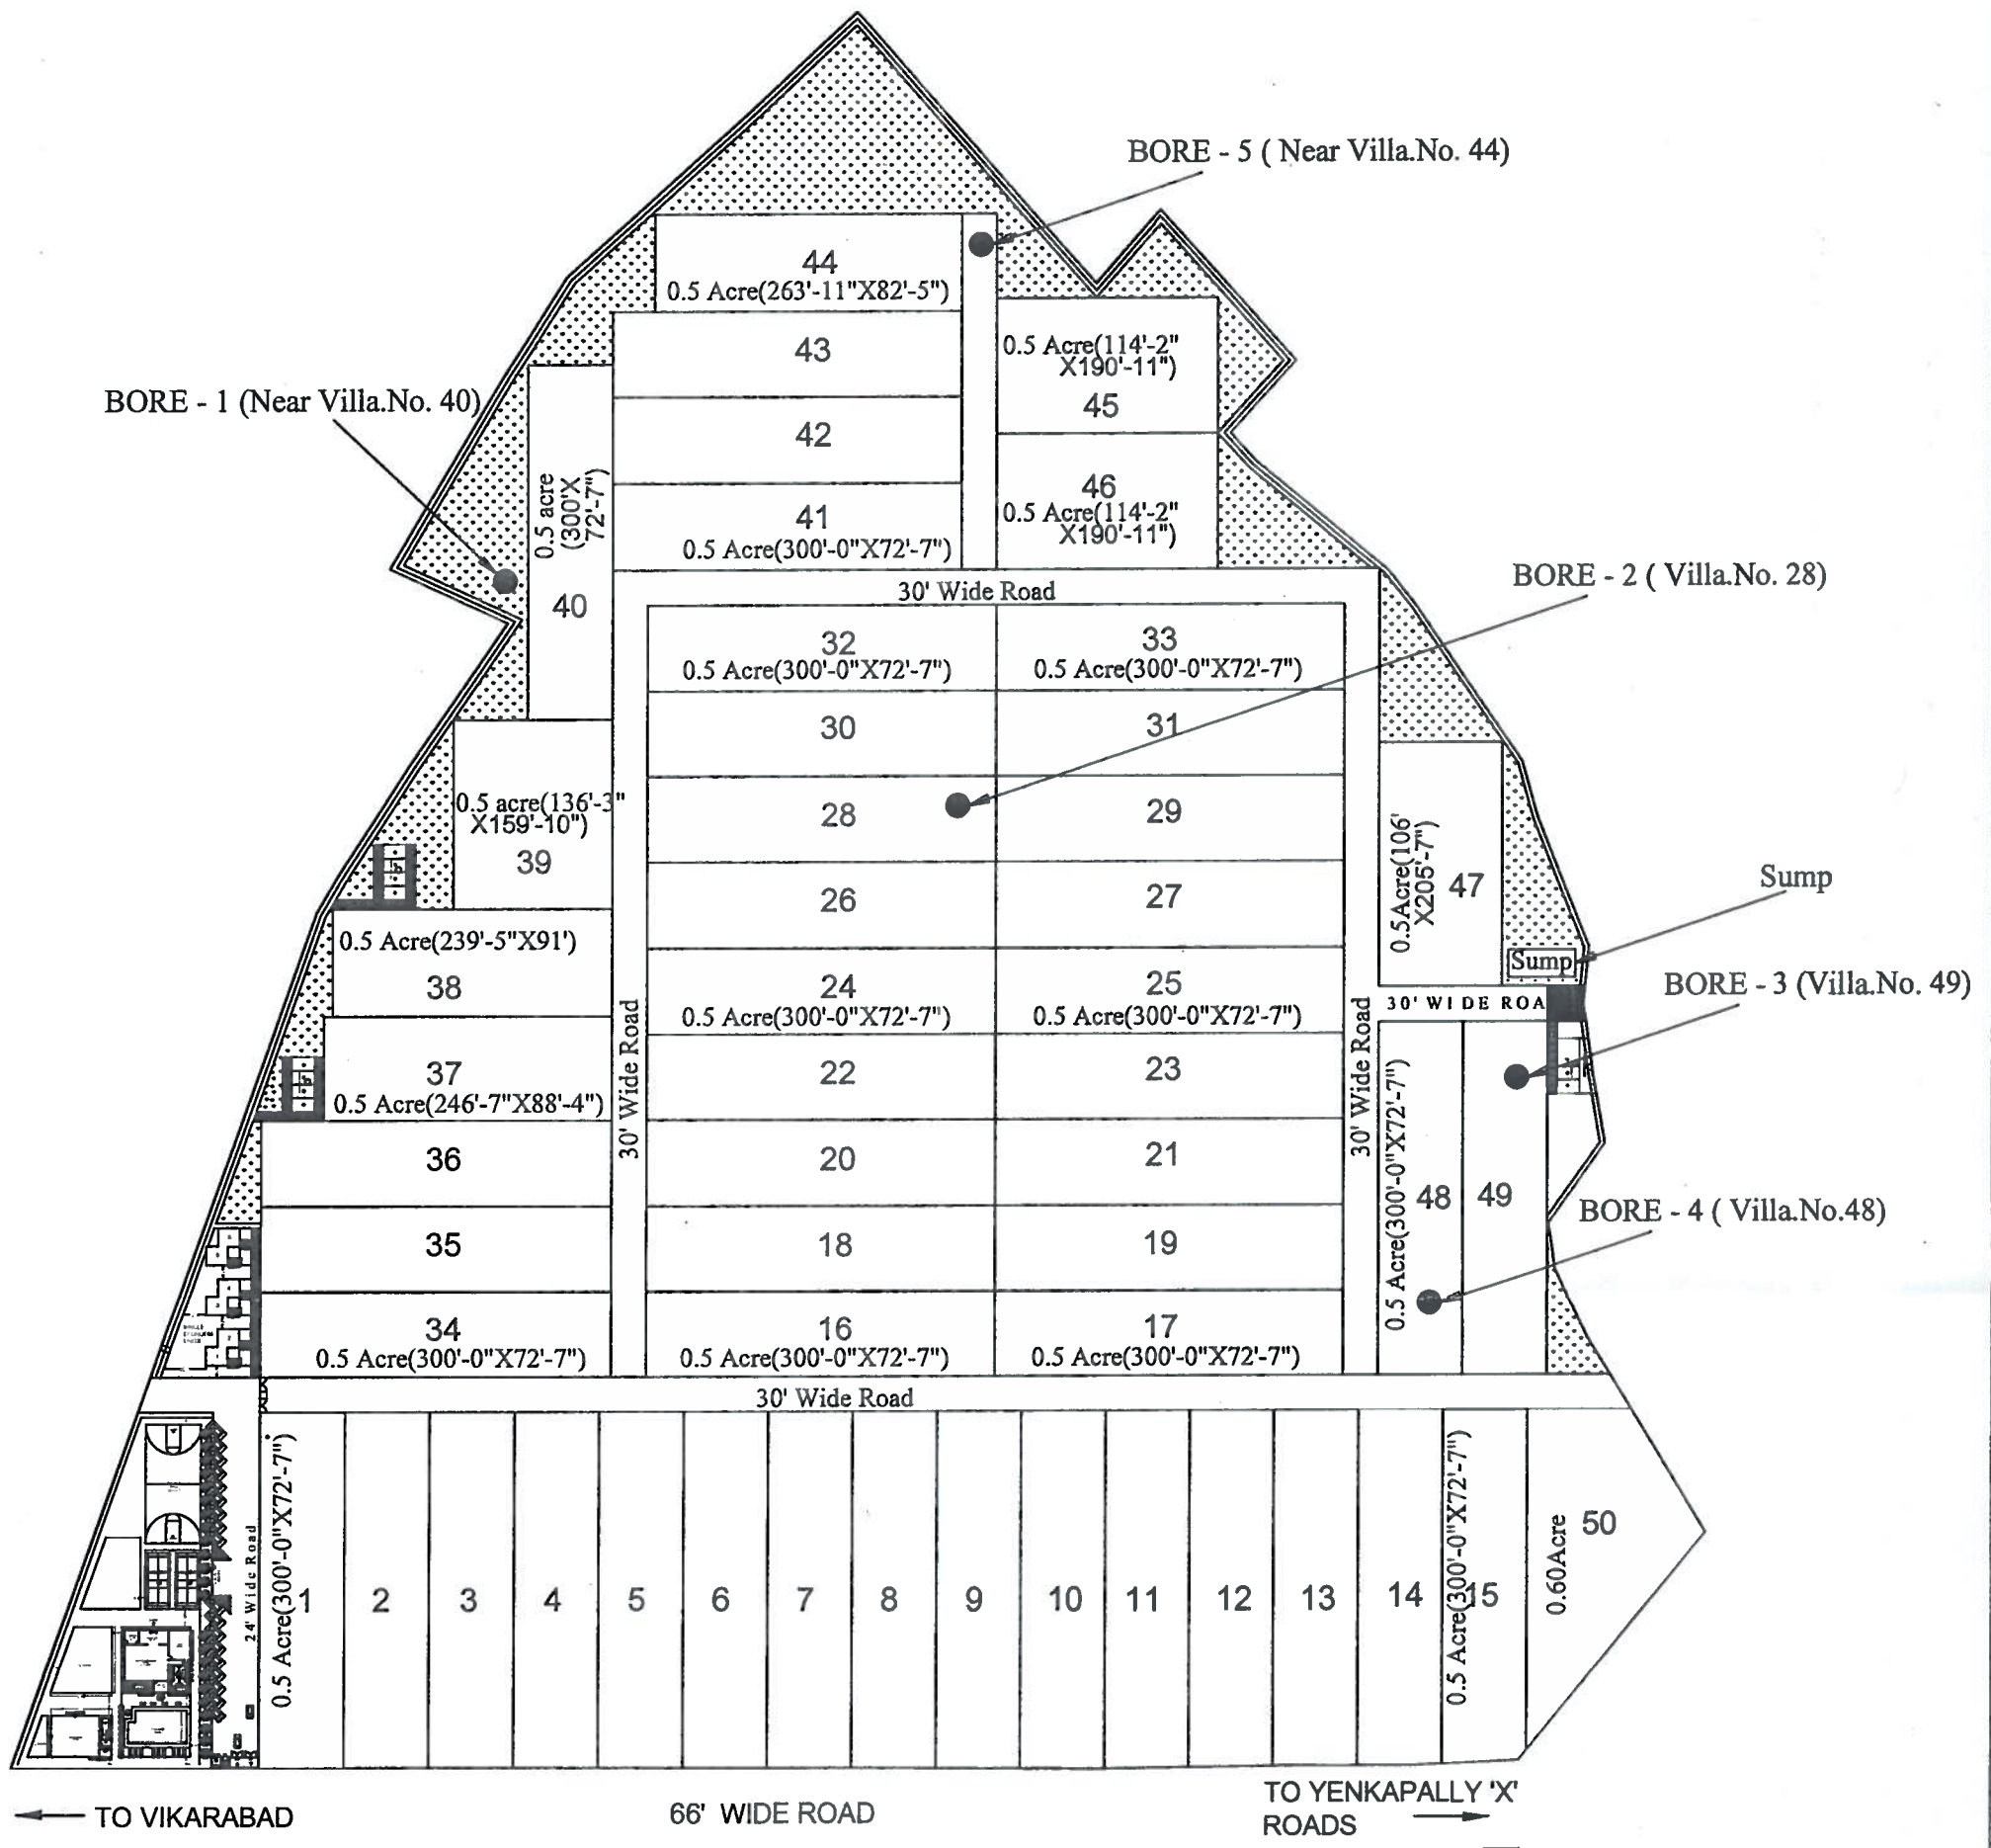 BORE - 5 ( Near Villa.No. 44)
44
0.5 Acre(263'-11"X82'-5")
43
0.5 Acre(114'-2"
X190'-11")
45
BORE - 1 (Near Villa.No. 40)
42
0.5 acre
(300'X
72'-7")
40
41
0.5 Acre(300'-0"X72'-7")
46
0.5 Acre(114'-2"
X190'-11")
30' Wide Road
BORE - 2 ( Villa.No. 28)
32
0.5 Acre(300'-0"X72'-7")
33
0.5 Acre(300'-0"X72'-7")
30
31
0.5 acre(136'-3"
X159'-10")
39
28
29
0.5Acre(106'
X205'-7")
47
26
27
Sump
0.5 Acre(239'-5"X91')
38
24
0.5 Acre(300'-0"X72'-7")
25
0.5 Acre(300'-0"X72'-7")
Sump
BORE - 3 (Villa.No. 49)
30' WIDE ROA
30' Wide Road
30' Wide Road
37
0.5 Acre(246'-7"X88'-4")
22
23
36
20
21
0.5 Acre(300'-0"X72'-7")
48
49
BORE - 4 ( Villa.No.48)
35
18
19
34
0.5 Acre(300'-0"X72'-7")
16
0.5 Acre(300'-0"X72'-7")
17
0.5 Acre(300'-0"X72'-7")
30' Wide Road
24' Wide Road
0.5 Acre(300'-0"X72'-7")
1
2
3
4
5
6
7
8
9
10
11
12
13
14
0.5 Acre(300'-0"X72'-7")
15
0.60Acre
50
TO VIKARABAD
66' WIDE ROAD
TO YENKAPALLY 'X'
ROADS